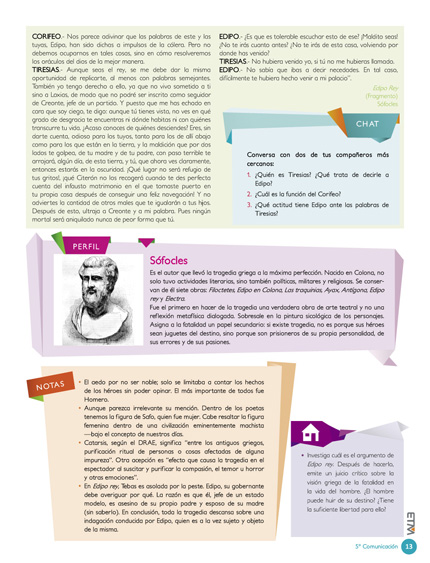 CORIFEO.- Nos parece adivinar que las palabras de este y las
tuyas, Edipo, han sido dichas a impulsos de la cólera. Pero no
debemos ocuparnos en tales cosas, sino en cómo resolveremos
los oráculos del dios de la mejor manera.
TIRESIAS.- Aunque seas el rey, se me debe dar la misma
oportunidad de replicarte, al menos con palabras semejantes.
También yo tengo derecho a ello, ya que no vivo sometido a ti
sino a Loxias, de modo que no podré ser inscrito como seguidor
de Creonte, jefe de un partido. Y puesto que me has echado en
cara que soy ciego, te digo: aunque tú tienes vista, no ves en qué
grado de desgracia te encuentras ni dónde habitas ni con quiénes
transcurre tu vida. ¿Acaso conoces de quiénes desciendes? Eres, sin
darte cuenta, odioso para los tuyos, tanto para los de allí abajo
como para los que están en la tierra, y la maldición que por dos
lados te golpea, de tu madre y de tu padre, con paso terrible te
arrojará, algún día, de esta tierra, y tú, que ahora ves claramente,
entonces estarás en la oscuridad. ¡Qué lugar no será refugio de
tus gritos!, ¡qué Citerón no los recogerá cuando te des perfecta
cuenta del infausto matrimonio en el que tomaste puerto en
tu propia casa después de conseguir una feliz navegación! Y no
adviertes la cantidad de otros males que te igualarán a tus hijos.
Después de esto, ultraja a Creonte y a mi palabra. Pues ningún
mortal será aniquilado nunca de peor forma que tú.
EDIPO.- ¿Es que es tolerable escuchar esto de ese? ¡Maldito seas!
¿No te irás cuanto antes? ¿No te irás de esta casa, volviendo por
donde has venido?
TIRESIAS.- No hubiera venido yo, si tú no me hubieras llamado.
EDIPO.- No sabía que ibas a decir necedades. En tal caso,
difícilmente te hubiera hecho venir a mi palacio".
Edipo Rey
(Fragmento)
Sófocles
CHAT
Conversa con dos de tus compañeros más
cercanos:
1. ¿Quién es Tiresias? ¿Qué trata de decirle a
Edipo?
2. ¿Cuál es la función del Corifeo?
3. ¿Qué actitud tiene Edipo ante las palabras de
Tiresias?
PERFIL
Sófocles
Es el autor que llevó la tragedia griega a la máxima perfección. Nacido en Colono, no
solo tuvo actividades literarias, sino también políticas, militares y religiosas. Se conser-
van de él siete obras: Filoctetes, Edipo en Colono, Las traquinias, Ayax, Antígona, Edipo
rey y Electra.
Fue el primero en hacer de la tragedia una verdadera obra de arte teatral y no una
reflexión metafísica dialogada. Sobresale en la pintura sicológica de los personajes.
Asigna a la fatalidad un papel secundario: si existe tragedia, no es porque sus héroes
sean juguetes del destino, sino porque son prisioneros de su propia personalidad, de
sus errores y de sus pasiones.
NOTAS
• El aedo por no ser noble; solo se limitaba a contar los hechos
de los héroes sin poder opinar. El más importante de todos fue
Homero.
• Aunque parezca irrelevante su mención. Dentro de los poetas
tenemos la figura de Safo, quien fue mujer. Cabe resaltar la figura
femenina dentro de una civilización eminentemente machista
—bajo el concepto de nuestros días.
• Catarsis, según el DRAE, significa "entre los antiguos griegos,
purificación ritual de personas o cosas afectadas de alguna
impureza". Otra acepción es "efecto que causa la tragedia en el
espectador al suscitar y purificar la compasión, el temor u horror
y otras emociones".
• En Edipo rey, Tebas es asolada por la peste. Edipo, su gobernante
debe averiguar por qué. La razón es que él, jefe de un estado
modelo, es asesino de su propio padre y esposo de su madre
(sin saberlo). En conclusión, toda la tragedia descansa sobre una
indagación conducida por Edipo, quien es a la vez sujeto y objeto
de la misma.
• Investiga cuál es el argumento de
Edipo rey. Después de hacerlo,
emite un juicio crítico sobre la
visión griega de la fatalidad en
la vida del hombre. ¿El hombre
puede huir de su destino? ¿Tiene
la suficiente libertad para ello?
5º Comunicación 13